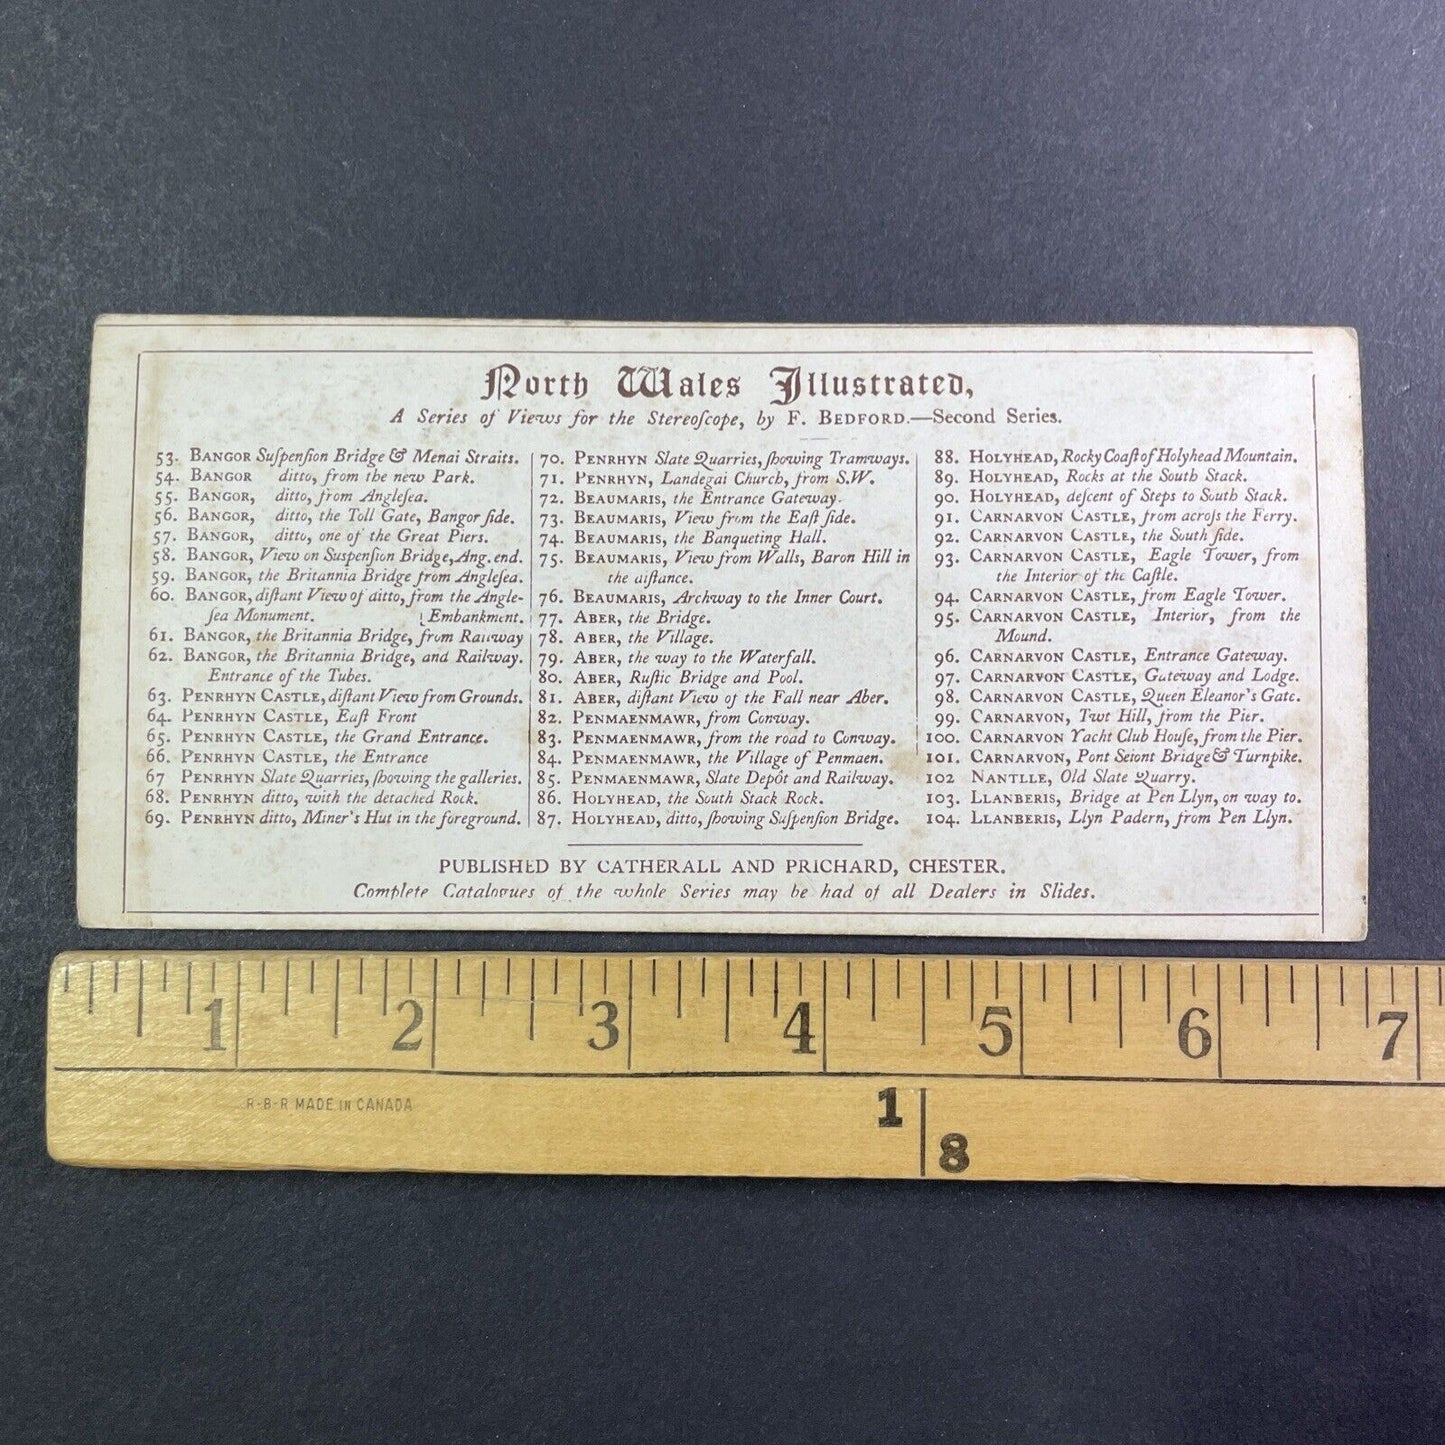 North Wales Illustrated,
A Series of Views for the Stereoſcope, by F. BEDFORD.—Second Series.
53. BANGOR Suſpenſion Bridge & Menai Straits.
54. BANGOR ditto, from the new Park.
55. BANGOR, ditto, from Angleſea.
56. BANGOR, ditto, the Toll Gate, Bangor ſide.
57. BANGOR, ditto, one of the Great Piers.
58. BANGOR, View on Suspenſion Bridge, Ang. end.
59. BANGOR, the Britannia Bridge from Angleſea.
60. BANGOR, diſtant View of ditto, from the Angle-
ſea Monument. [Embankment.
61. BANGOR, the Britannia Bridge, from Railway
62. BANGOR, the Britannia Bridge, and Railway.
Entrance of the Tubes.
63. PENRHYN CASTLE, diſtant View from Grounds.
64. PENRHYN CASTLE, Eaſt Front
65. PENRHYN CASTLE, the Grand Entrance.
66. PENRHYN CASTLE, the Entrance
67 PENRHYN Slate Quarries, ſhowing the galleries.
68. PENRHYN ditto, with the detached Rock.
69. PENRHYN ditto, Miner's Hut in the foreground.
70. PENRHYN Slate Quarries, ſhowing Tramways.
71. PENRHYN, Landegai Church, from S.W.
72. BEAUMARIS, the Entrance Gateway.
73. BEAUMARIS, View from the Eaſt ſide.
74. BEAUMARIS, the Banqueting Hall.
75. BEAUMARIS, View from Walls, Baron Hill in
the diſtance.
76. BEAUMARIS, Archway to the Inner Court.
77. ABER, the Bridge.
78. ABER, the Village.
79. ABER, the way to the Waterfall.
80. ABER, Ruſtic Bridge and Pool.
81. ABER, diſtant View of the Fall near Aber.
82. PENMAENMAWR, from Conway.
83. PENMAENMAWR, from the road to Conway.
84. PENMAENMAWR, the Village of Penmaen.
85. PENMAENMAWR, Slate Depôt and Railway.
86. HOLYHEAD, the South Stack Rock.
87. HOLYHEAD, ditto, ſhowing Suſpenſion Bridge.
88. HOLYHEAD, Rocky Coaſt of Holyhead Mountain.
89. HOLYHEAD, Rocks at the South Stack.
90. HOLYHEAD, deſcent of Steps to South Stack.
91. CARNARVON CASTLE, from acroſs the Ferry.
92. CARNARVON CASTLE, the South ſide.
93. CARNARVON CASTLE, Eagle Tower, from
the Interior of the Caſtle.
94. CARNARVON CASTLE, from Eagle Tower.
95. CARNARVON CASTLE, Interior, from the
Mound.
96. CARNARVON CASTLE, Entrance Gateway.
97. CARNARVON CASTLE, Gateway and Lodge.
98. CARNARVON CASTLE, Queen Eleanor's Gate.
99. CARNARVON, Twt Hill, from the Pier.
100. CARNARVON Yacht Club Houſe, from the Pier.
101. CARNARVON, Pont Seiont Bridge & Turnpike.
102 NANTLLE, Old Slate Quarry.
103. LLANBERIS, Bridge at Pen Llyn, on way to.
104. LLANBERIS, Llyn Padern, from Pen Llyn.
PUBLISHED BY CATHERALL AND PRICHARD, CHESTER.
Complete Catalogues of the whole Series may be had of all Dealers in Slides.
1 2 3 4 5 6 7
R-B-R MADE IN CANADA
1
8